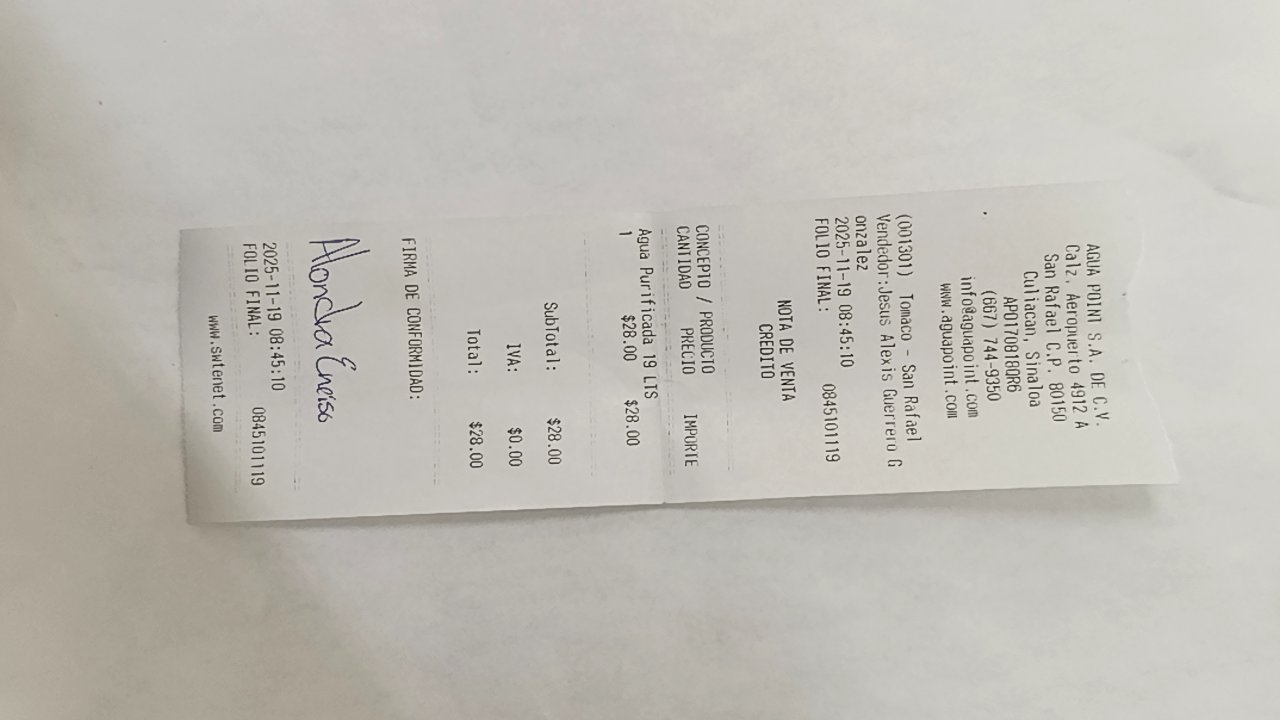 AGUA POINT S.A. DE C.V.
Calz. Aeropuerto 4912 A
San Rafael C.P. 80150
Culiacan, Sinaloa
APO170818QR6
(667) 744-9350
info@aguapoint.com
www.aguapoint.com
(001301) Tomaco - San Rafael
Vendedor:Jesus Alexis Guerrero G
onzalez
2025-11-19 08:45:10
FOLIO FINAL: 0845101119
NOTA DE VENTA
CREDITO
CONCEPTO / PRODUCTO
CANTIDAD PRECIO IMPORTE
Agua Purificada 19 LTS
1 $28.00 $28.00
SubTotal: $28.00
IVA: $0.00
Total: $28.00
FIRMA DE CONFORMIDAD:
Alondra Enciso
2025-11-19 08:45:10
FOLIO FINAL: 0845101119
www.swtenet.com